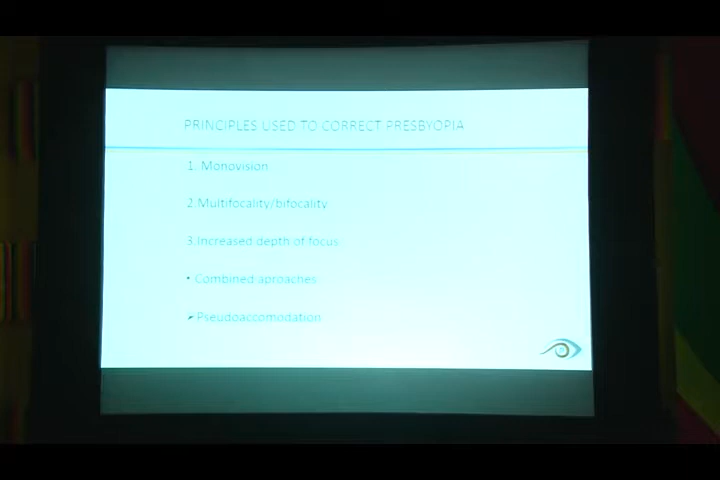 PRINCIPLES USED TO CORRECT PRESBYOPIA
1. Monovision
2.Multifocality/bifocality
3.Increased depth of focus
• Combined aproaches
➢ Pseudoaccomodation